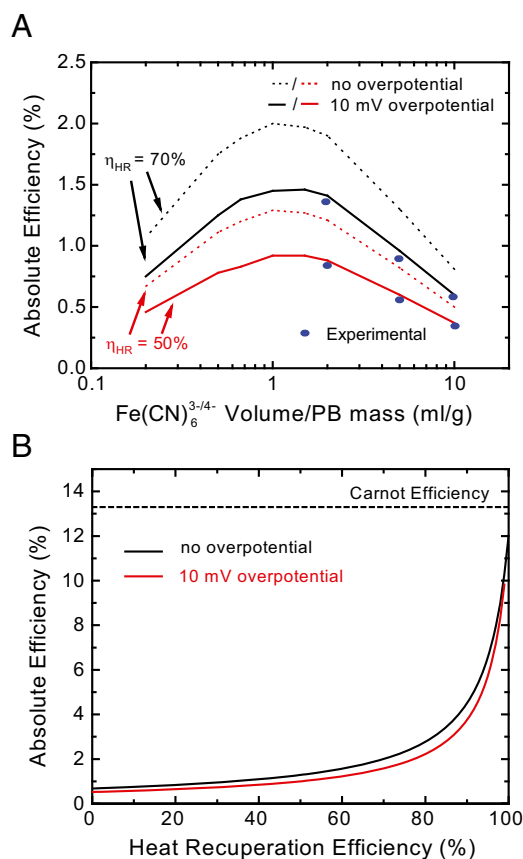 A
Absolute Efficiency (%)
2.5
2.0
1.5
1.0
0.5
0.0
/ no overpotential
/ 10 mV overpotential
ηHR = 70%
ηHR = 50%
Experimental
0.1
1
10
Fe(CN)6 3-/4- Volume/PB mass (ml/g)
B
Absolute Efficiency (%)
14
12
10
8
6
4
2
0
Carnot Efficiency
no overpotential
10 mV overpotential
0
20
40
60
80
100
Heat Recuperation Efficiency (%)